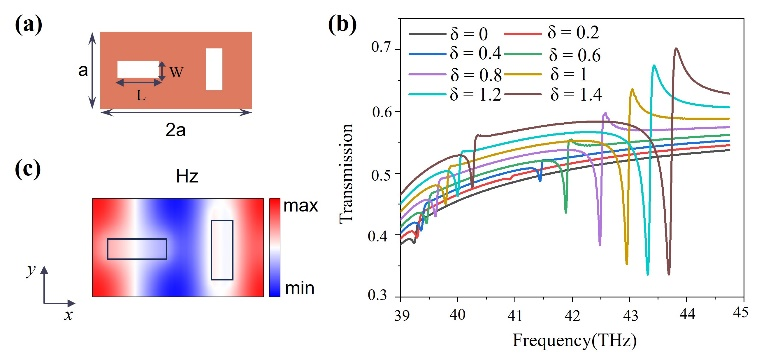 (a)
a
W
L
2a
(b)
0.7
0.6
0.5
0.4
0.3
Transmission
δ = 0 δ = 0.2
δ = 0.4 δ = 0.6
δ = 0.8 δ = 1
δ = 1.2 δ = 1.4
39 40 41 42 43 44 45
Frequency(THz)
(c)
Hz
max
min
y
x